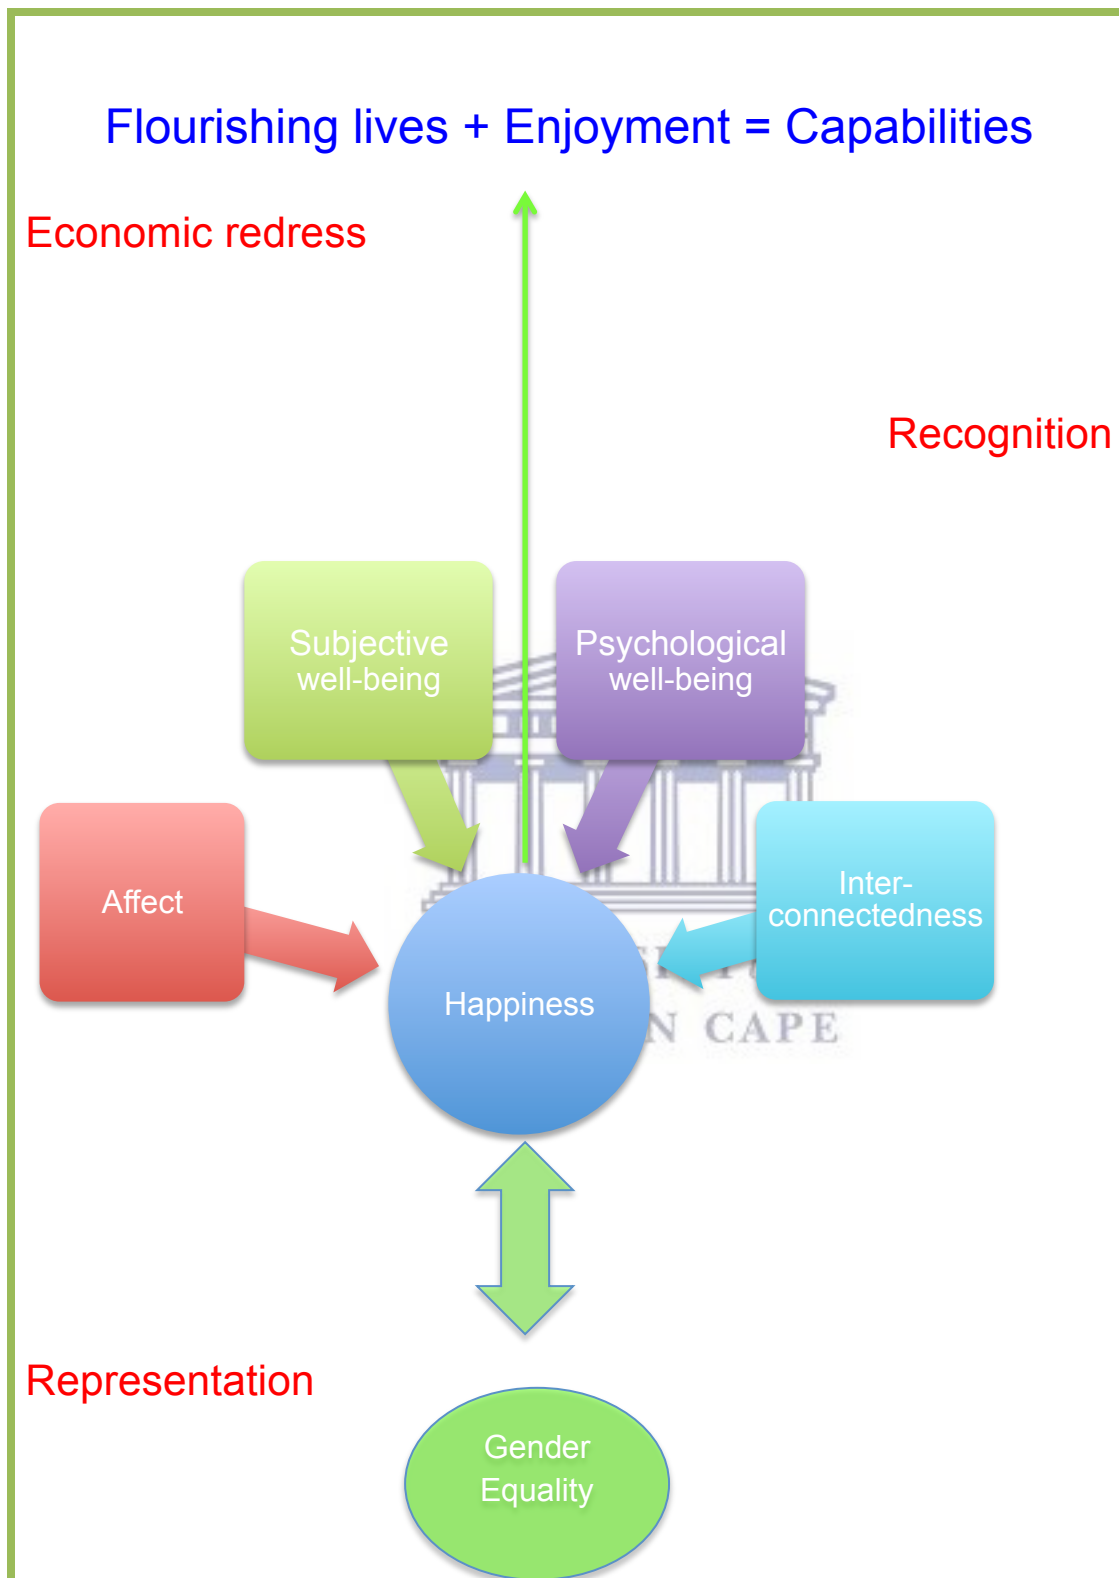 Flourishing lives + Enjoyment = Capabilities
Economic redress
Recognition
Subjective
well-being
Psychological
well-being
Affect
Inter-
connectedness
Happiness
N CAPE
Representation
Gender
Equality